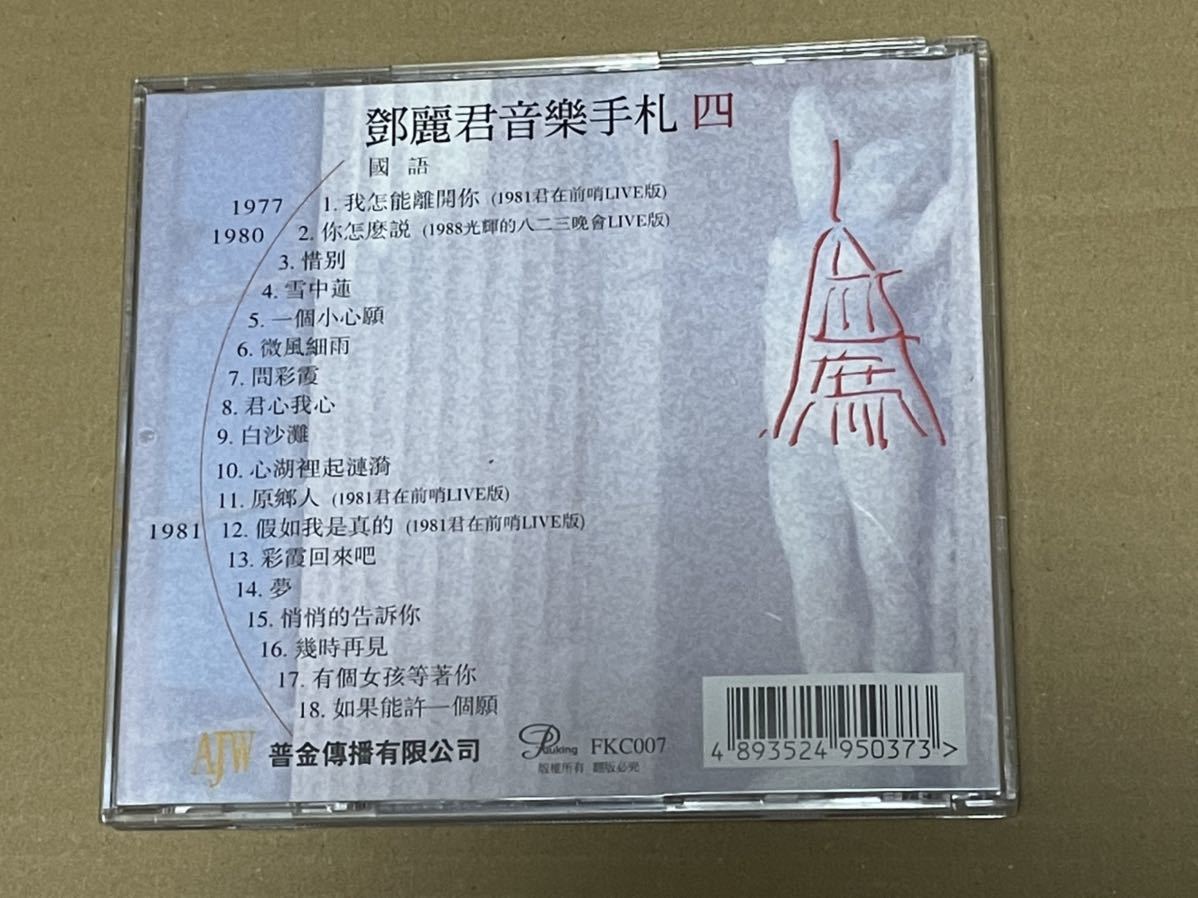 鄧麗君音樂手札 四
國語
1977 1. 我怎能離開你 (1981君在前哨LIVE版)
1980 2. 你怎麼説 (1988光輝的八二三晚會LIVE版)
3. 惜別
4. 雪中蓮
5. 一個小心願
6. 微風細雨
7. 問彩霞
8. 君心我心
9. 白沙灘
10. 心湖裡起漣漪
11. 原鄉人 (1981君在前哨LIVE版)
1981 12. 假如我是真的 (1981君在前哨LIVE版)
13. 彩霞回來吧
14. 夢
15. 悄悄的告訴你
16. 幾時再見
17. 有個女孩等著你
18. 如果能許一個願
AJW 普金傳播有限公司
Pauking FKC007
版權所有 翻版必究
4 893524 950373 >